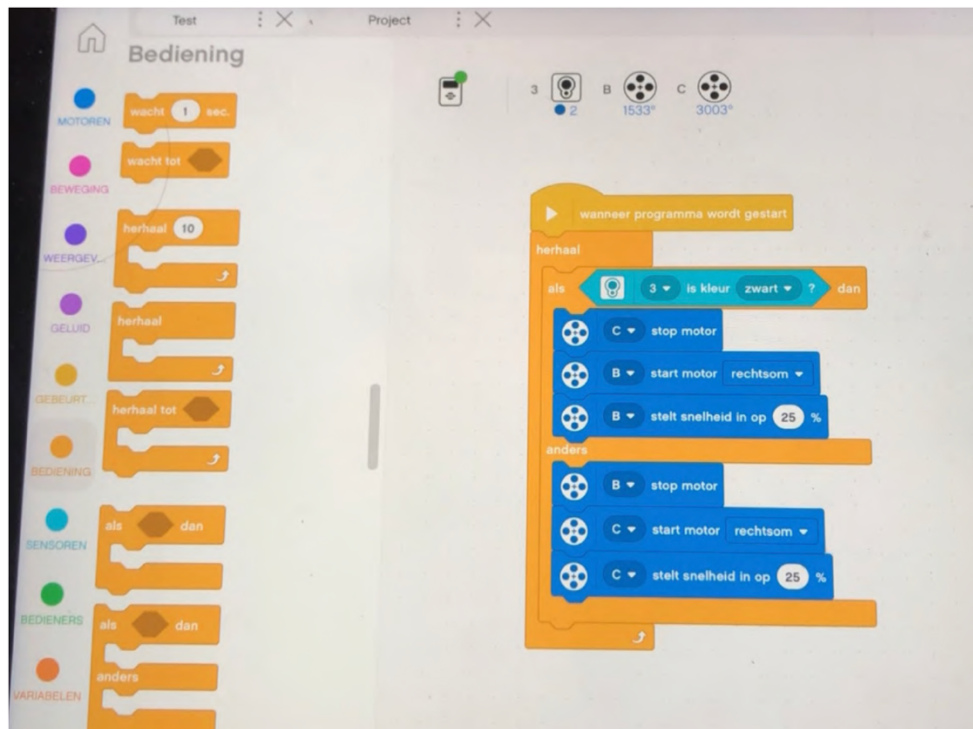 Test
Project
Bediening
MOTOREN
BEWEGING
WEERGEV...
GELUID
GEBEURT...
BEDIENING
SENSOREN
BEDIENERS
VARIABELEN
wacht 1 sec.
wacht tot
herhaal 10
herhaal
herhaal tot
als dan
als dan
anders
3 B C
2 1533° 3003°
wanneer programma wordt gestart
herhaal
als 3 is kleur zwart ? dan
C stop motor
B start motor rechtsom
B stelt snelheid in op 25 %
anders
B stop motor
C start motor rechtsom
C stelt snelheid in op 25 %